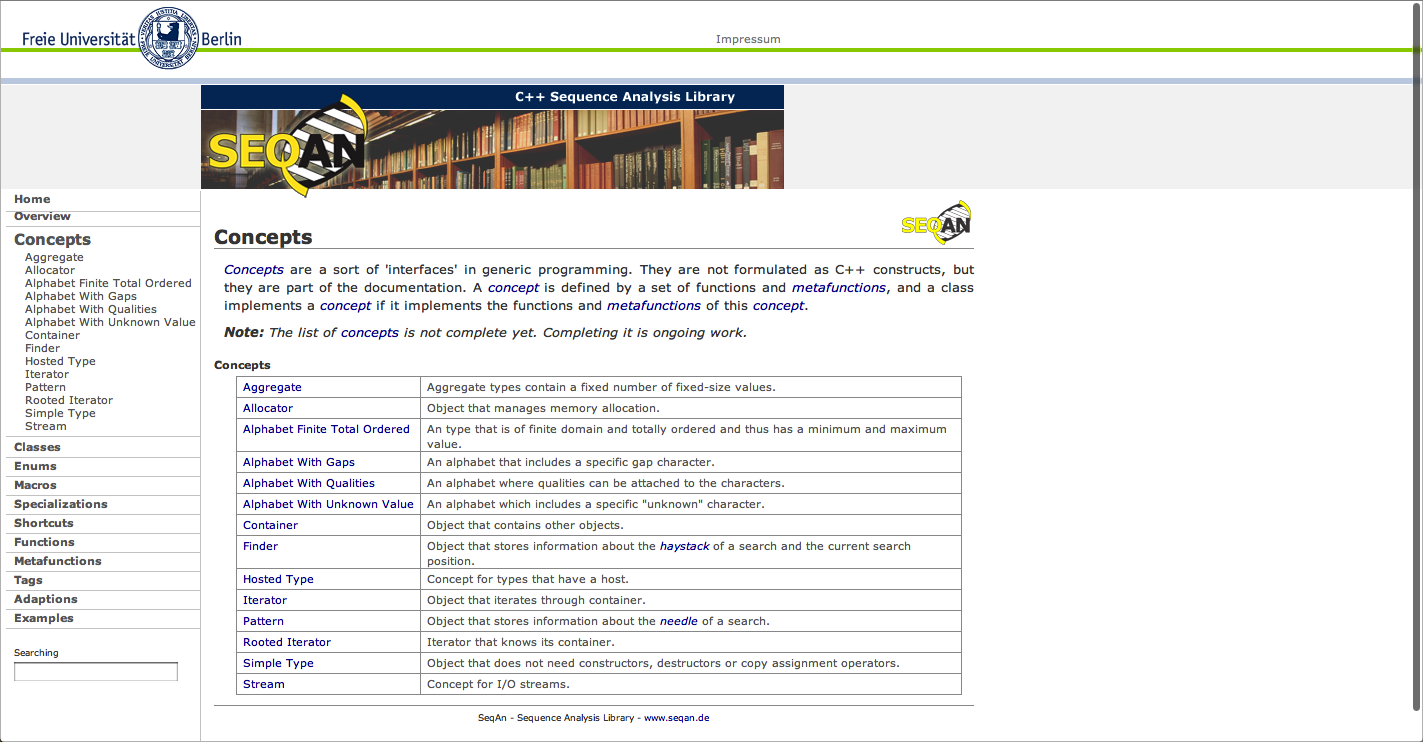 Freie Universität Berlin
Impressum
C++ Sequence Analysis Library
SEQAN
Home
Overview
Concepts
Aggregate
Allocator
Alphabet Finite Total Ordered
Alphabet With Gaps
Alphabet With Qualities
Alphabet With Unknown Value
Container
Finder
Hosted Type
Iterator
Pattern
Rooted Iterator
Simple Type
Stream
Classes
Enums
Macros
Specializations
Shortcuts
Functions
Metafunctions
Tags
Adaptions
Examples
Searching
SEQAN
Concepts
Concepts are a sort of 'interfaces' in generic programming. They are not formulated as C++ constructs, but
they are part of the documentation. A concept is defined by a set of functions and metafunctions, and a class
implements a concept if it implements the functions and metafunctions of this concept.
Note: The list of concepts is not complete yet. Completing it is ongoing work.
Concepts
Aggregate Aggregate types contain a fixed number of fixed-size values.
Allocator Object that manages memory allocation.
Alphabet Finite Total Ordered An type that is of finite domain and totally ordered and thus has a minimum and maximum
value.
Alphabet With Gaps An alphabet that includes a specific gap character.
Alphabet With Qualities An alphabet where qualities can be attached to the characters.
Alphabet With Unknown Value An alphabet which includes a specific "unknown" character.
Container Object that contains other objects.
Finder Object that stores information about the haystack of a search and the current search
position.
Hosted Type Concept for types that have a host.
Iterator Object that iterates through container.
Pattern Object that stores information about the needle of a search.
Rooted Iterator Iterator that knows its container.
Simple Type Object that does not need constructors, destructors or copy assignment operators.
Stream Concept for I/O streams.
SeqAn - Sequence Analysis Library - www.seqan.de